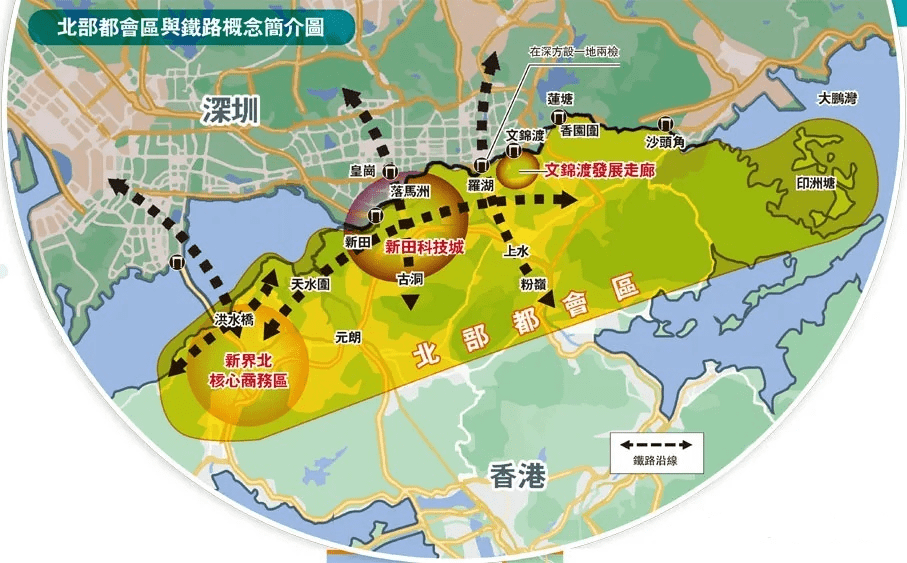 北部都會區與鐵路概念簡介圖
在深方設一地兩檢
深圳
蓮塘
大鵬灣
文錦渡
香園圍
沙頭角
皇崗
落馬洲
羅湖
文錦渡發展走廊
印洲塘
新田
新田科技城
上水
天水圍
古洞
粉嶺
洪水橋
元朗
北部都會區
新界北
核心商務區
鐵路沿線
香港